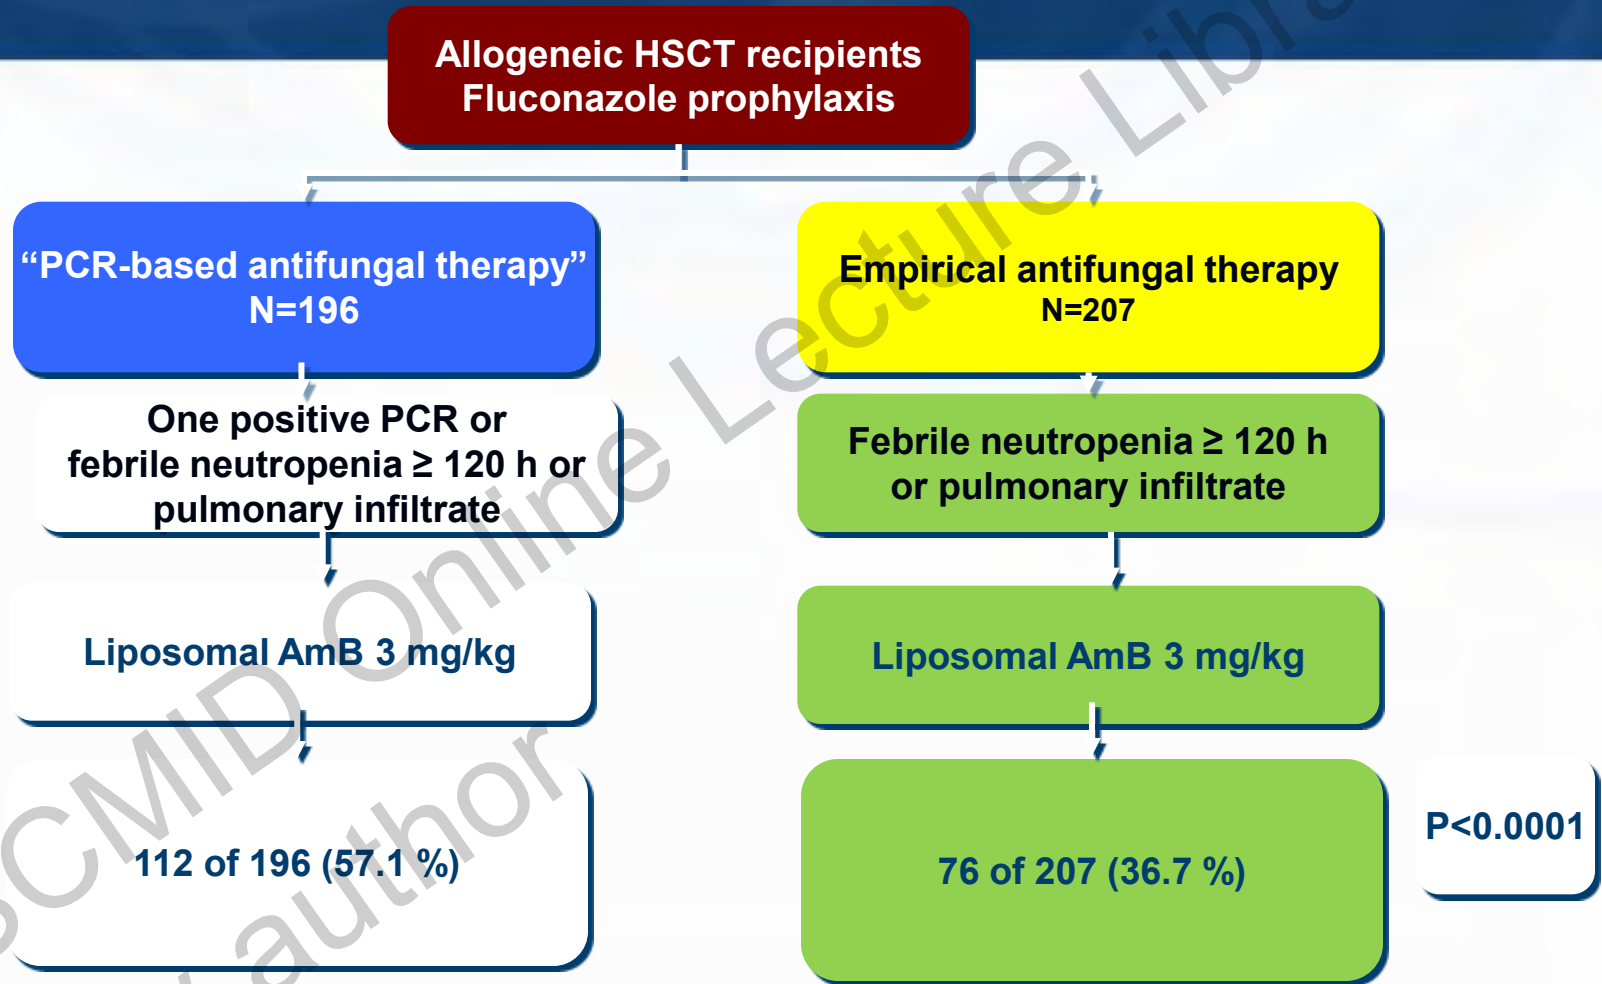 Allogeneic HSCT recipients
Fluconazole prophylaxis
“PCR-based antifungal therapy”
N=196
Empirical antifungal therapy
N=207
One positive PCR or
febrile neutropenia ≥ 120 h or
pulmonary infiltrate
Febrile neutropenia ≥ 120 h
or pulmonary infiltrate
Liposomal AmB 3 mg/kg
Liposomal AmB 3 mg/kg
112 of 196 (57.1 %)
76 of 207 (36.7 %)
P<0.0001
SCMID Online Lecture Libra
author